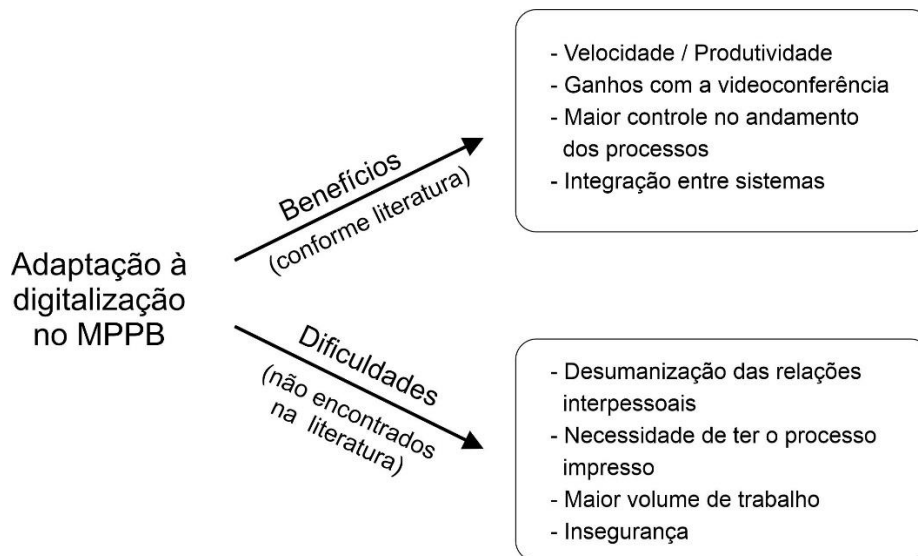 Adaptação à
digitalização
no MPPB
Benefícios
(conforme literatura)
- Velocidade / Produtividade
- Ganhos com a videoconferência
- Maior controle no andamento
dos processos
- Integração entre sistemas
Dificuldades
(não encontrados
na literatura)
- Desumanização das relações
interpessoais
- Necessidade de ter o processo
impresso
- Maior volume de trabalho
- Insegurança